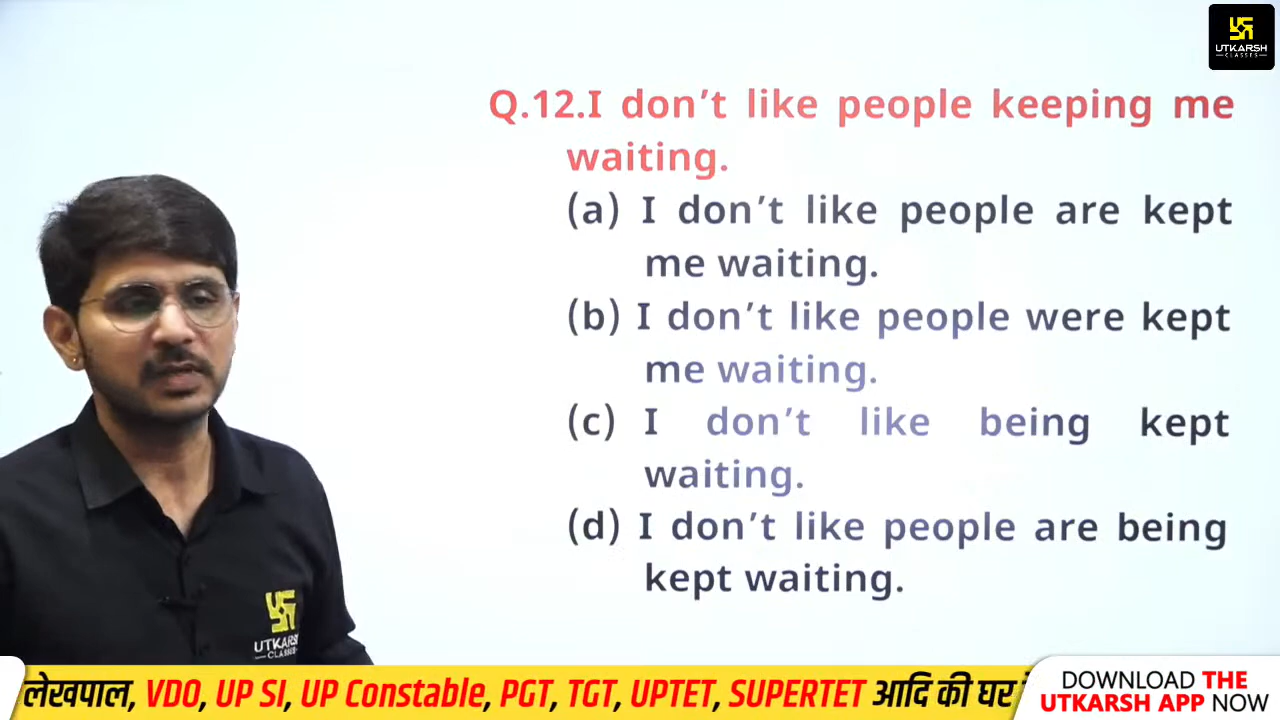 UTKARSH
CLASSES
Q.12.I don't like people keeping me
waiting.
(a) I don't like people are kept
me waiting.
(b) I don't like people were kept
me waiting.
(c) I don't like being kept
waiting.
(d) I don't like people are being
kept waiting.
UTKARSH
CLASSES
लेखपाल, VDO, UP SI, UP Constable, PGT, TGT, UPTET, SUPERTET आदि की घर
DOWNLOAD THE
UTKARSH APP NOW